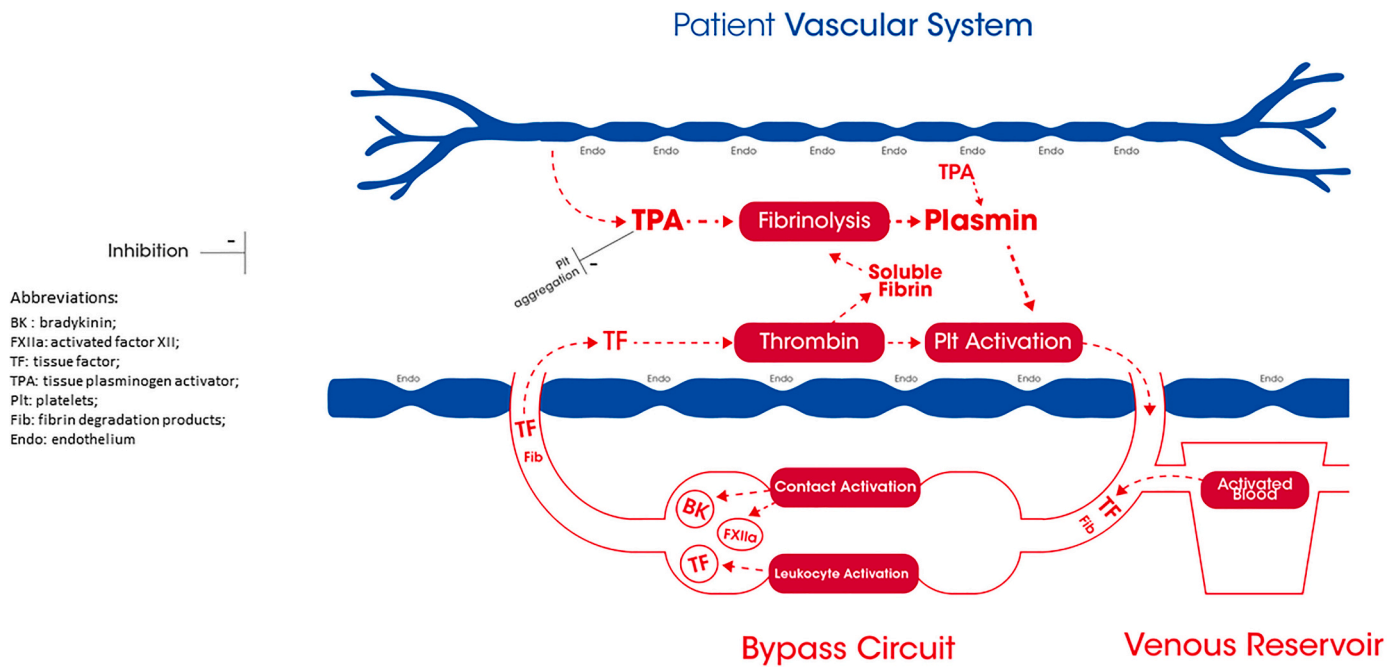 Patient Vascular System
Endo Endo Endo Endo Endo Endo Endo Endo
TPA
TPA Fibrinolysis Plasmin
Inhibition -
Plt
aggregation -
Soluble
Fibrin
TF Thrombin Plt Activation
Abbreviations:
BK : bradykinin;
FXIIa: activated factor XII;
TF: tissue factor;
TPA: tissue plasminogen activator;
Plt: platelets;
Fib: fibrin degradation products;
Endo: endothelium
Endo Endo Endo Endo Endo Endo
TF
Fib
Contact Activation
BK
FXIIa
TF
Leukocyte Activation
TF
Fib
Activated
Blood
Bypass Circuit
Venous Reservoir